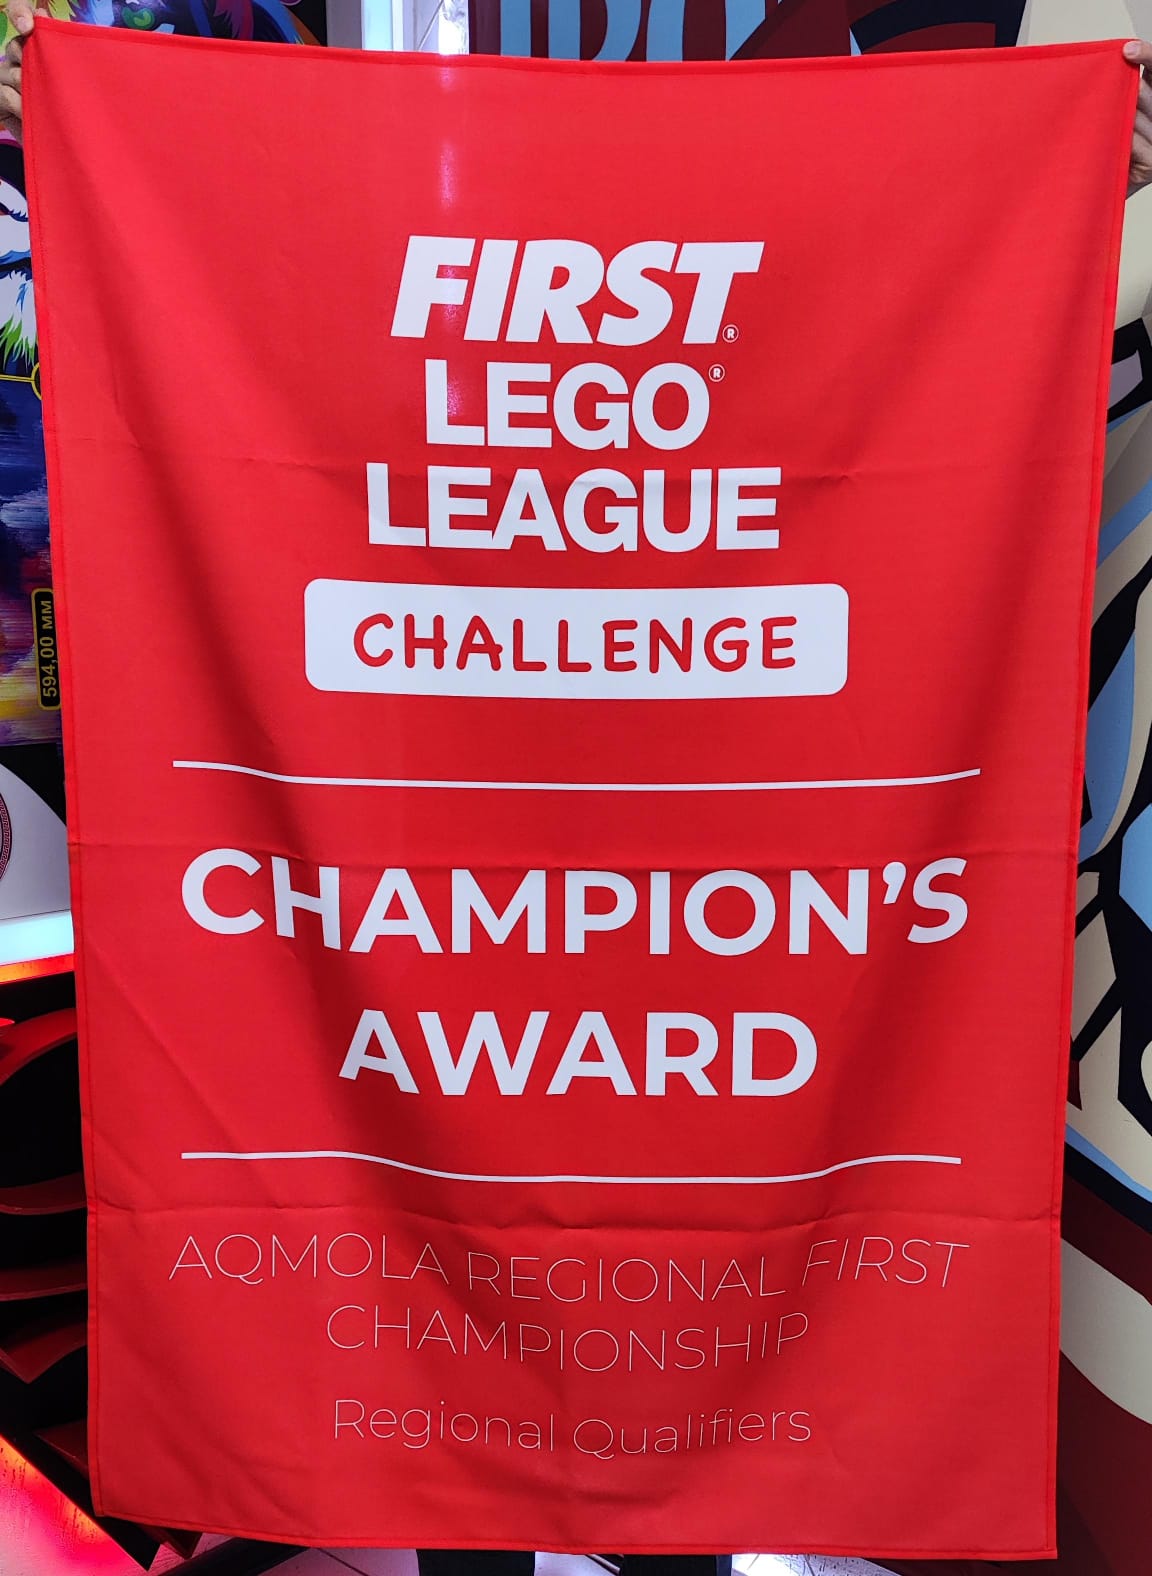 FIRST®
LEGO®
LEAGUE
CHALLENGE
CHAMPION'S
AWARD
AQMOLA REGIONAL FIRST
CHAMPIONSHIP
Regional Qualifiers
594,00 мм